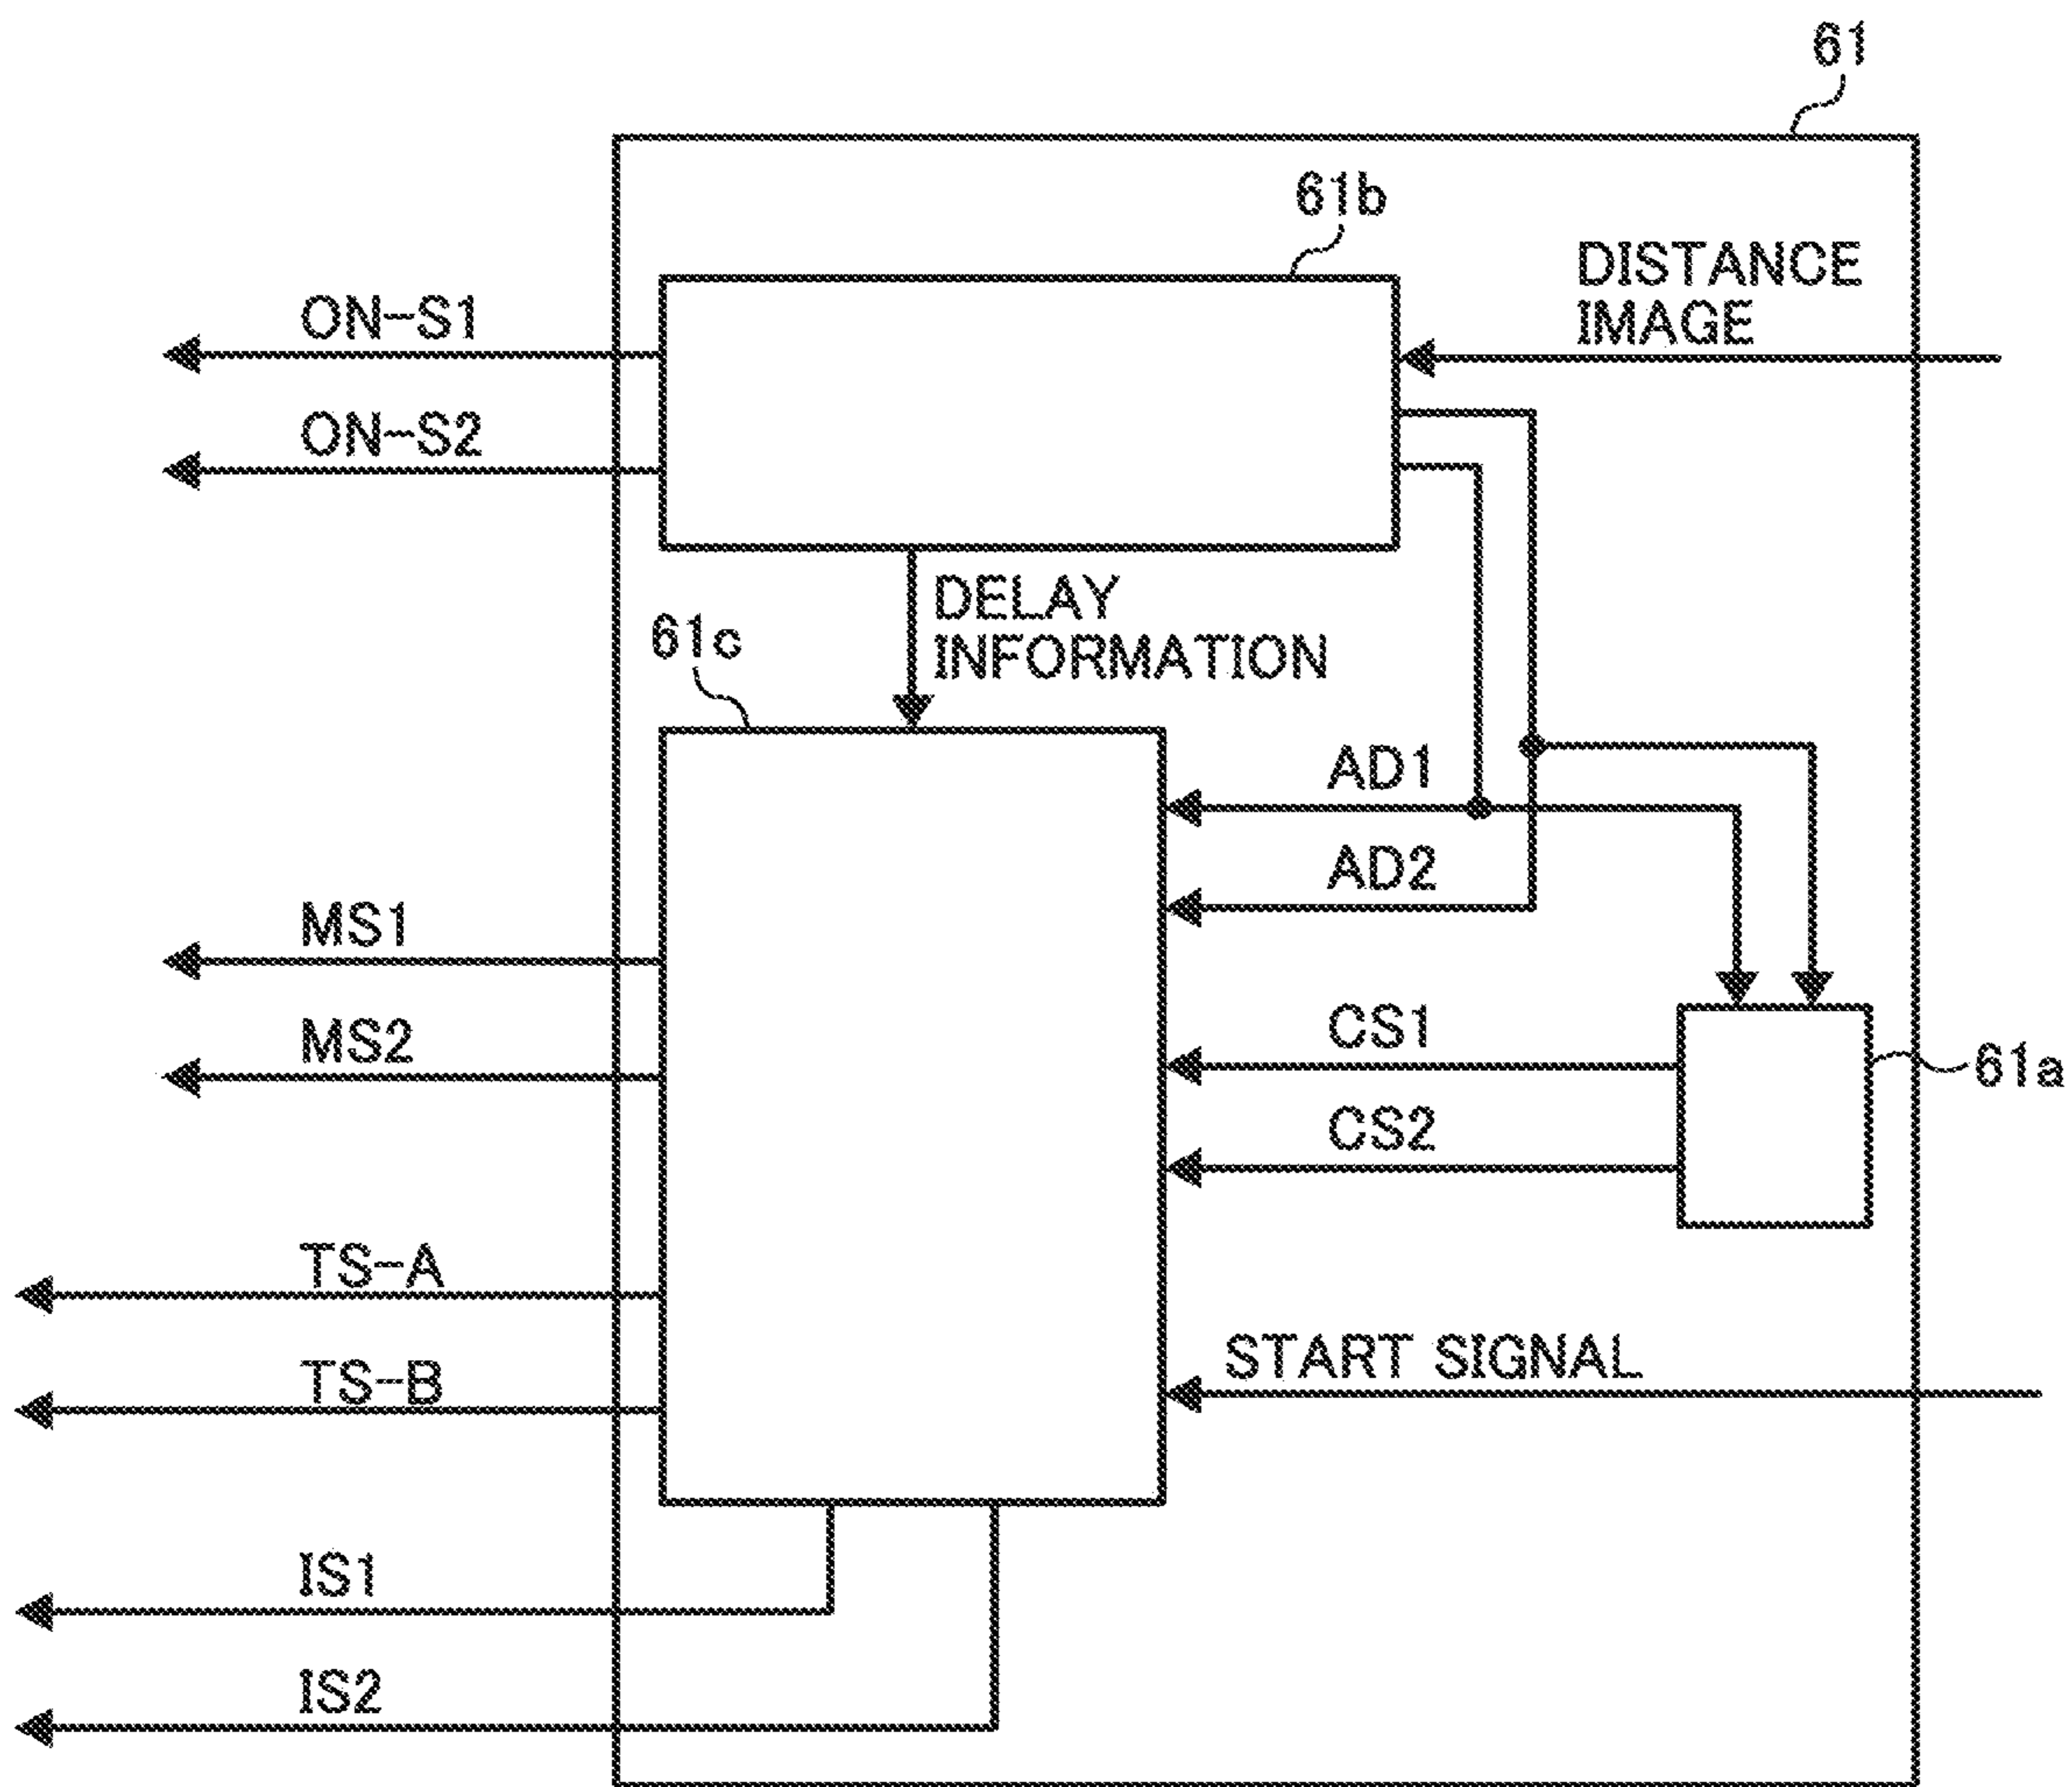 61
61b
DISTANCE
IMAGE
ON-S1
ON-S2
DELAY
INFORMATION
61c
AD1
AD2
MS1
MS2
CS1
61a
CS2
TS-A
START SIGNAL
TS-B
IS1
IS2